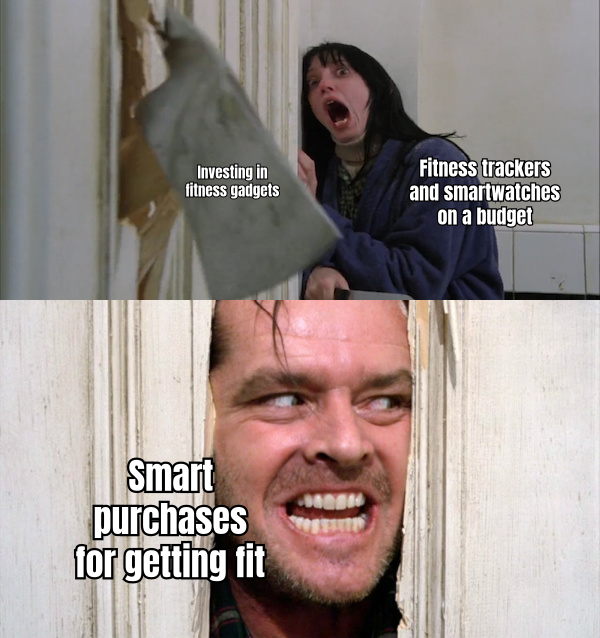 Investing in
fitness gadgets
Fitness trackers
and smartwatches
on a budget
Smart
purchases
for getting fit